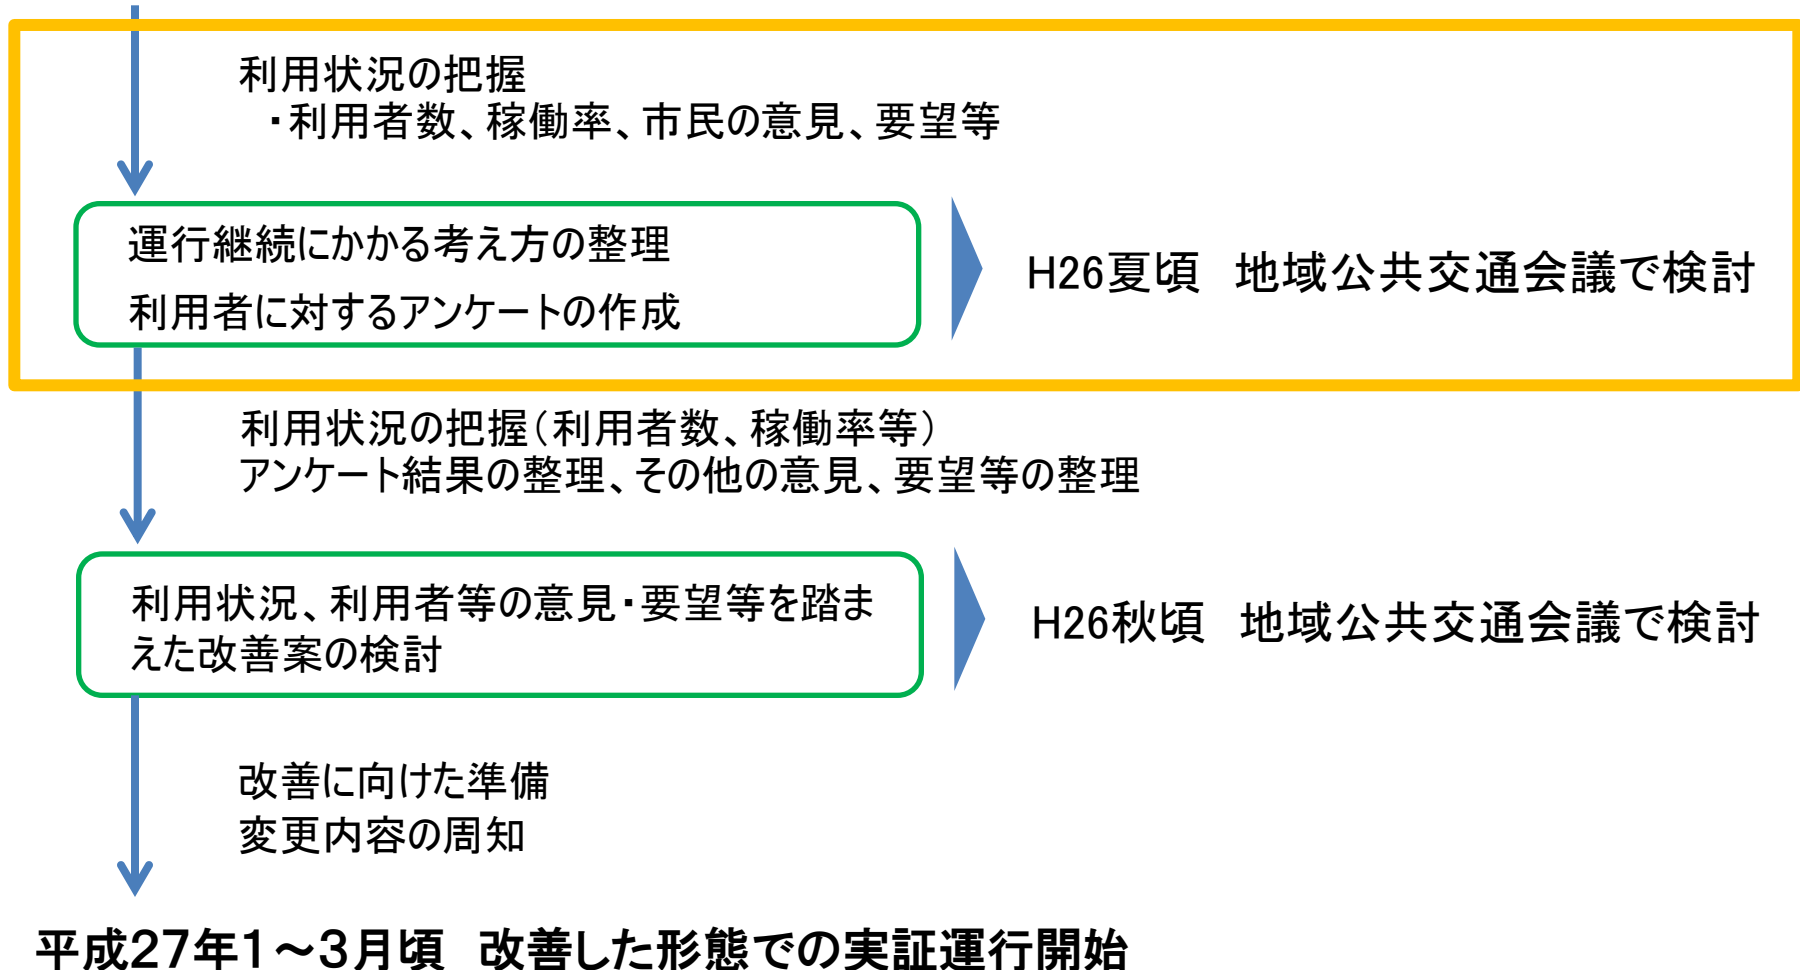 利用状況の把握
・利用者数、稼働率、市民の意見、要望等
運行継続にかかる考え方の整理
利用者に対するアンケートの作成
H26夏頃　地域公共交通会議で検討
利用状況の把握（利用者数、稼働率等）
アンケート結果の整理、その他の意見、要望等の整理
利用状況、利用者等の意見・要望等を踏ま
えた改善案の検討
H26秋頃　地域公共交通会議で検討
改善に向けた準備
変更内容の周知
平成27年1～3月頃　改善した形態での実証運行開始